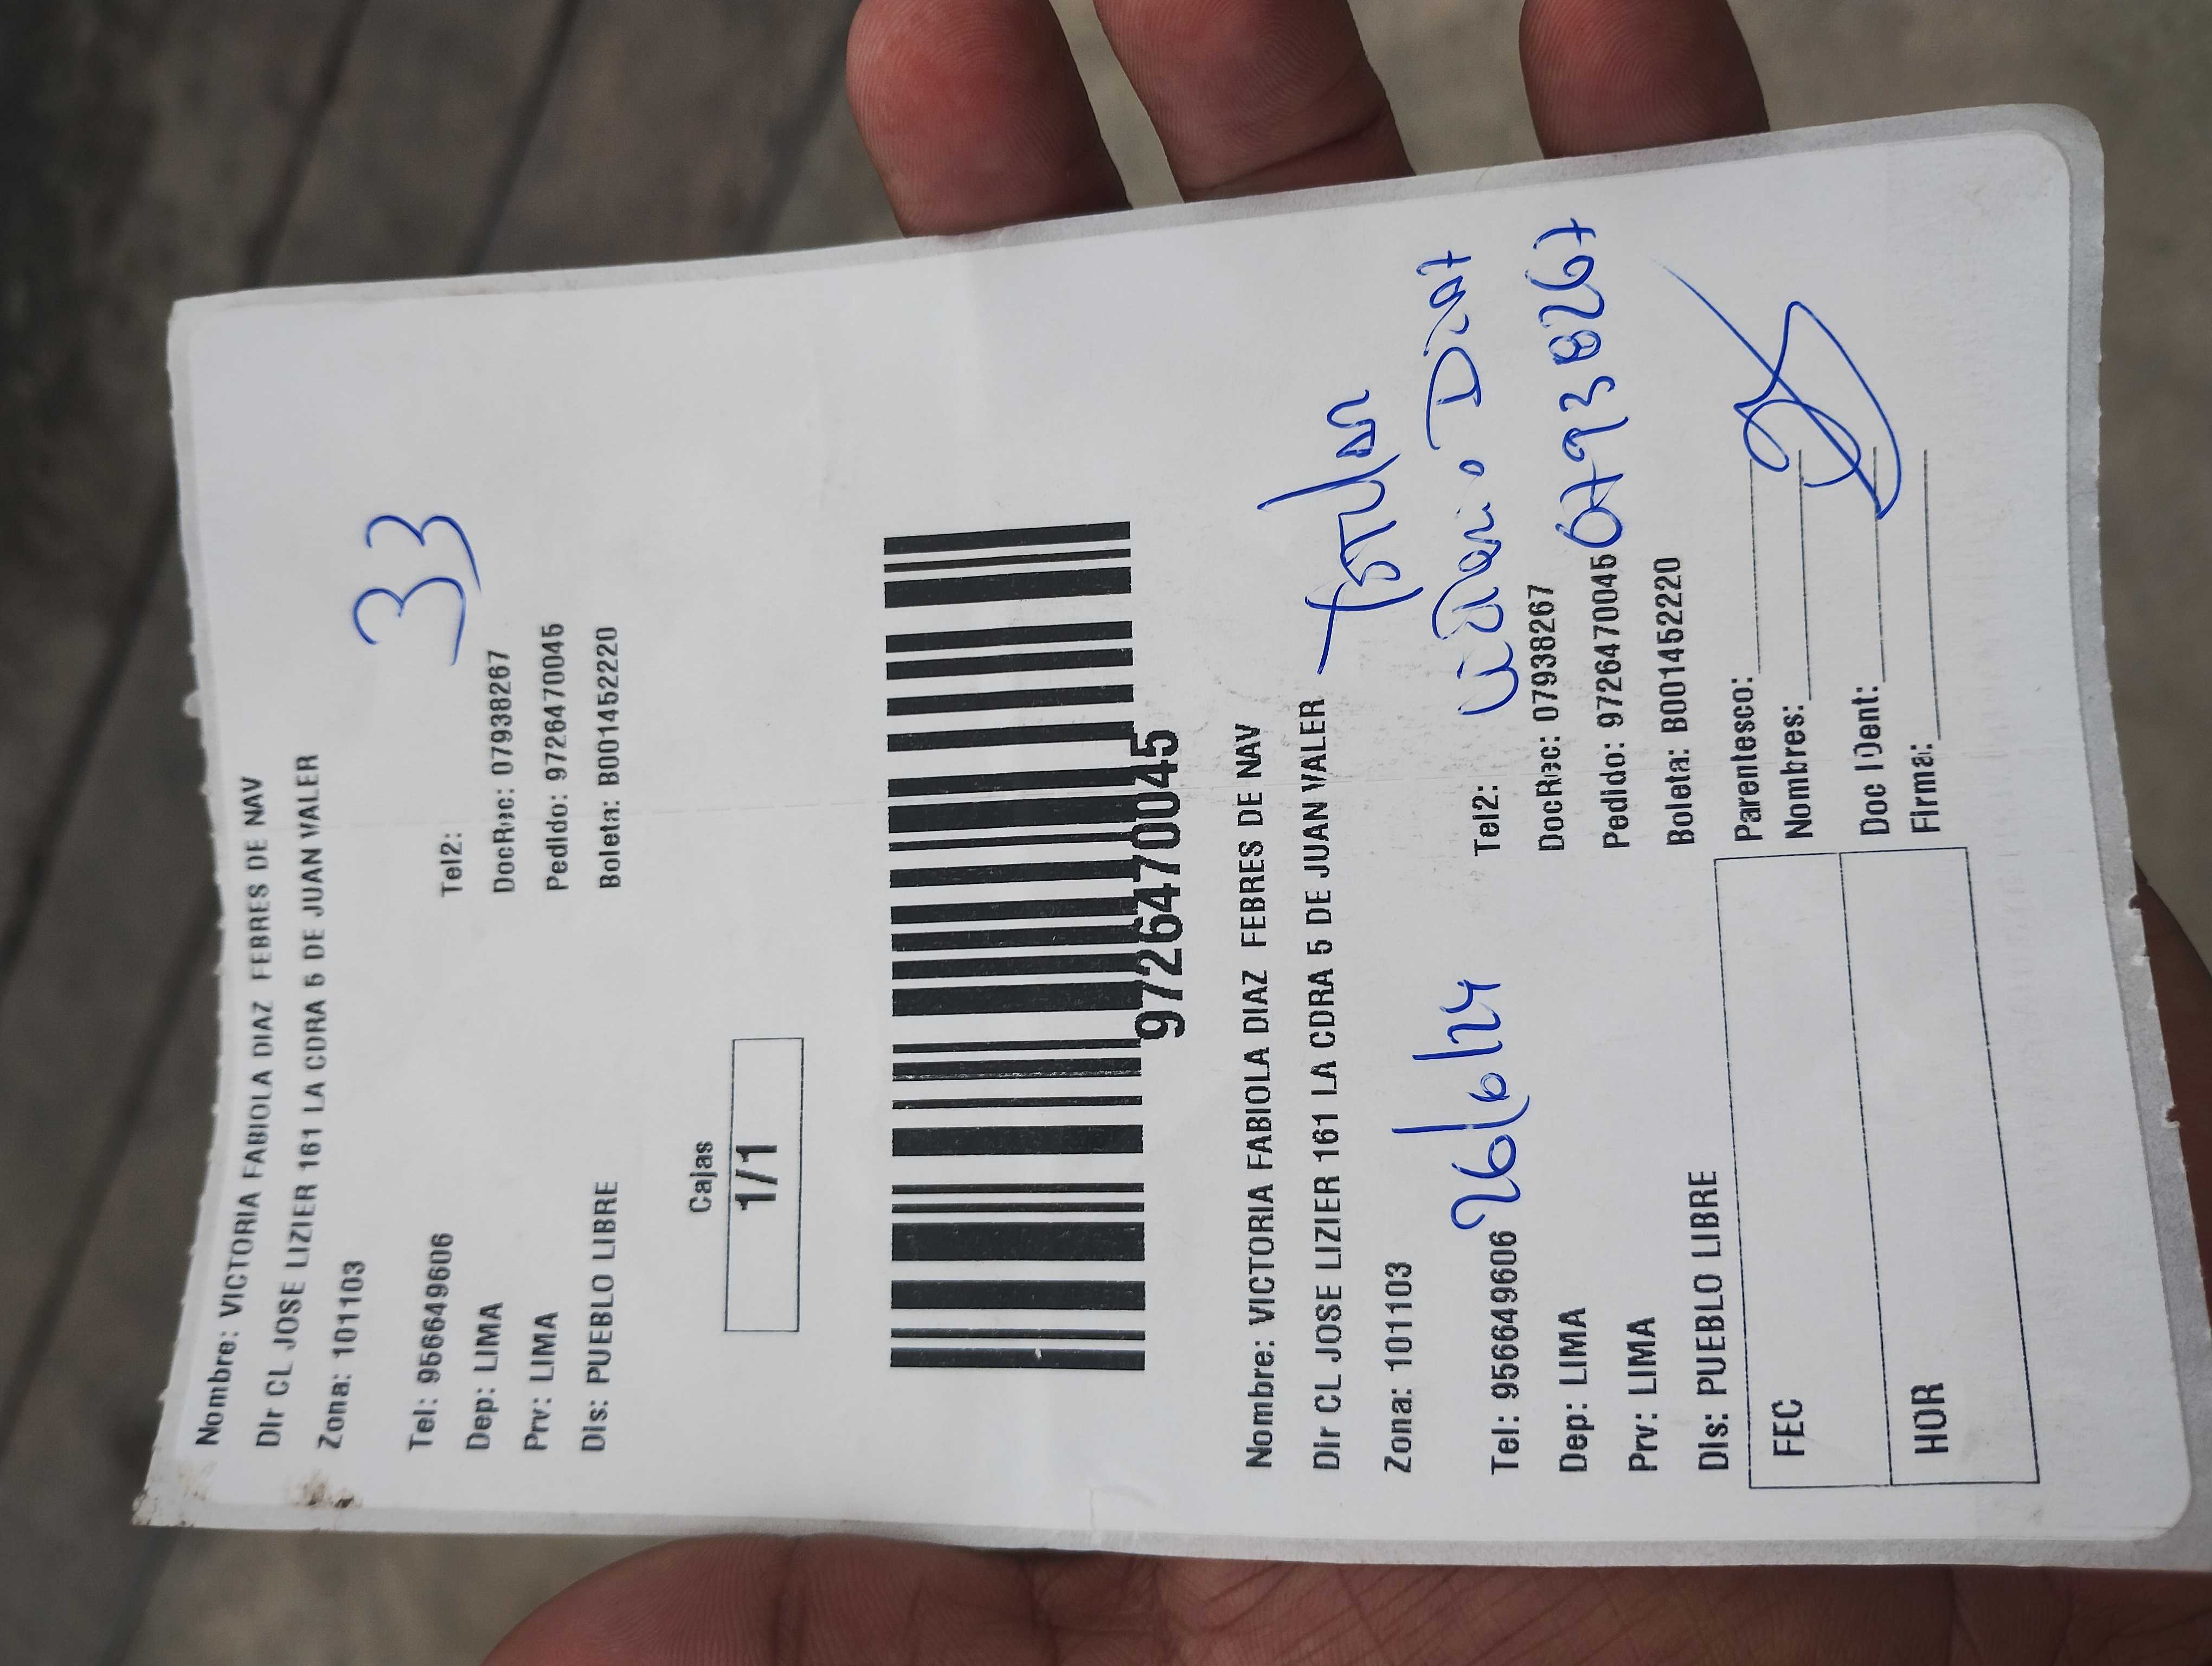 Nombre: VICTORIA FABIOLA DIAZ FEBRES DE NAV
Dir CL JOSE LIZIER 161 LA CDRA 5 DE JUAN VALER
Zona: 101103
33
Tel: 956649606 Tel2:
Dep: LIMA DocRec: 07938267
Prv: LIMA Pedido: 9726470045
Dis: PUEBLO LIBRE Boleta: B001452220
Cajas
1/1
9726470045
Nombre: VICTORIA FABIOLA DIAZ FEBRES DE NAV
Dir CL JOSE LIZIER 161 LA CDRA 5 DE JUAN VALER
Zona: 101103
Tel: 956649606 26/6/24 Tel2:
Dep: LIMA DocRec: 07938267
Prv: LIMA Pedido: 9726470045 07938267
Dis: PUEBLO LIBRE Boleta: B001452220
FEC Parentesco:
Nombres:
HOR Doc IDent:
Firma: